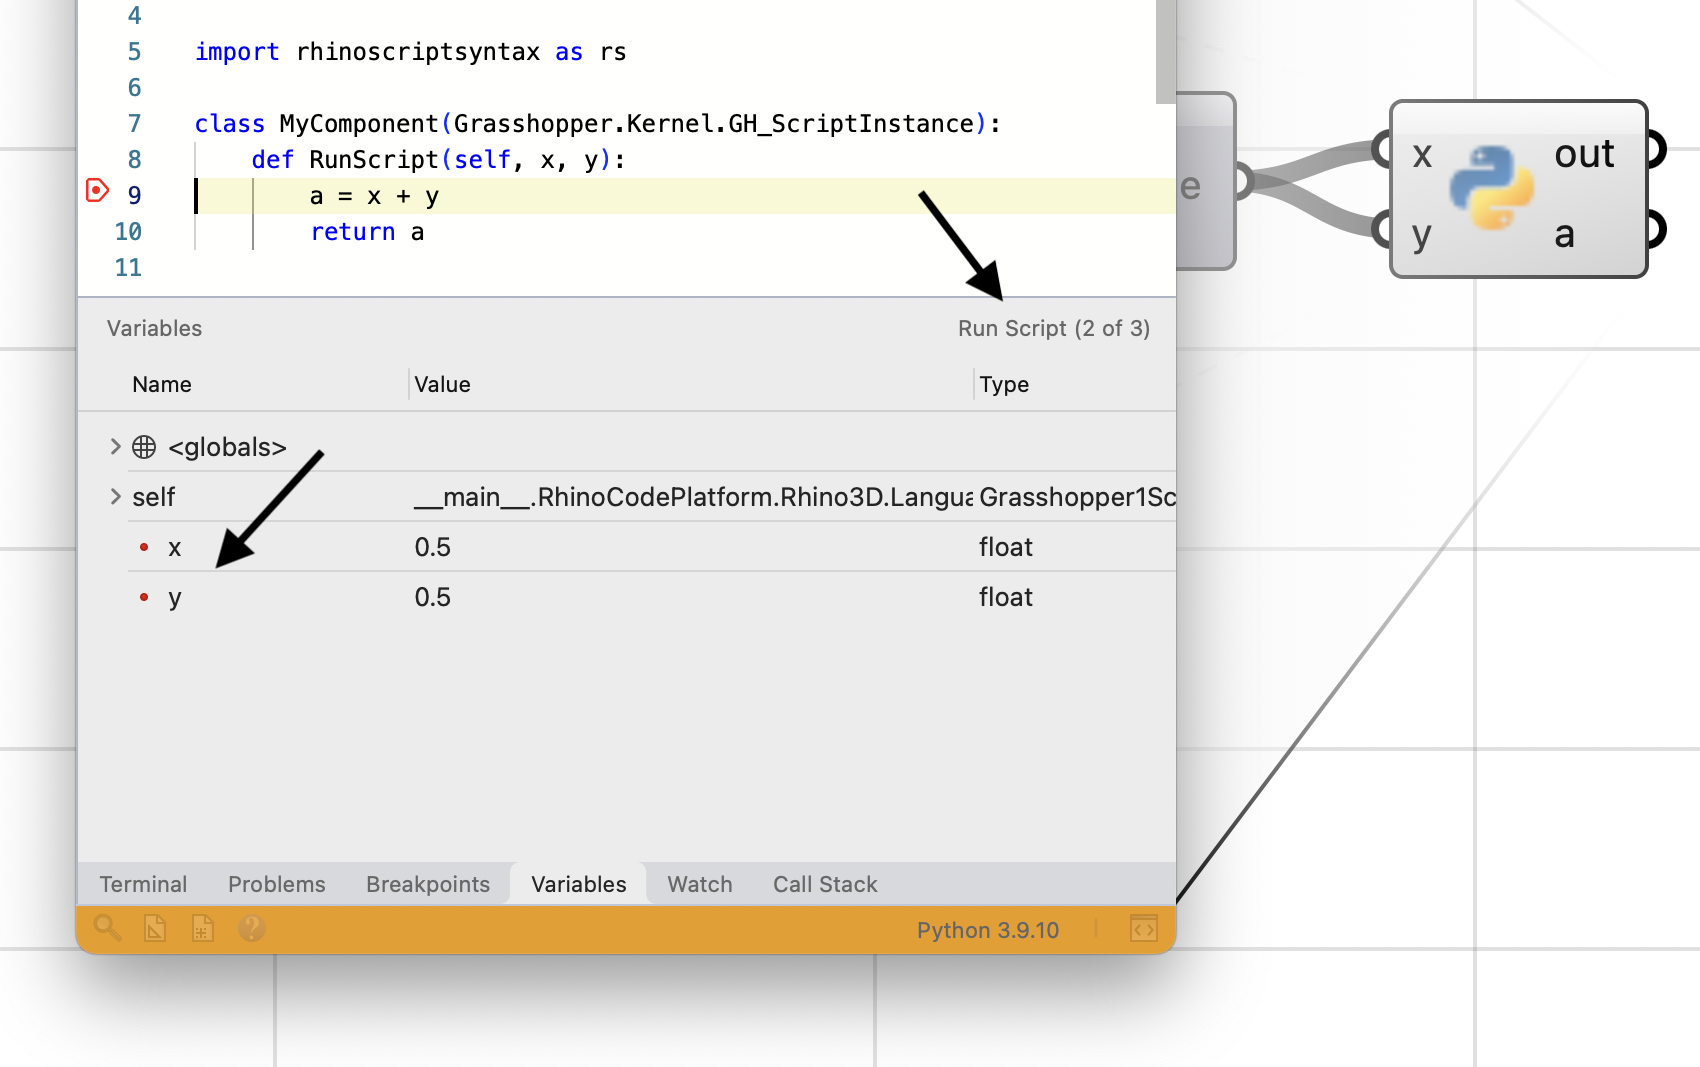 4
5 import rhinoscriptsyntax as rs
6
7 class MyComponent(Grasshopper.Kernel.GH_ScriptInstance):
8 def RunScript(self, x, y):
9 a = x + y
10 return a
11
e
x out
y a
Variables Run Script (2 of 3)
Name Value Type
<globals>
self __main__.RhinoCodePlatform.Rhino3D.Langua Grasshopper1Sc
x 0.5 float
y 0.5 float
Terminal Problems Breakpoints Variables Watch Call Stack
? Python 3.9.10 <>